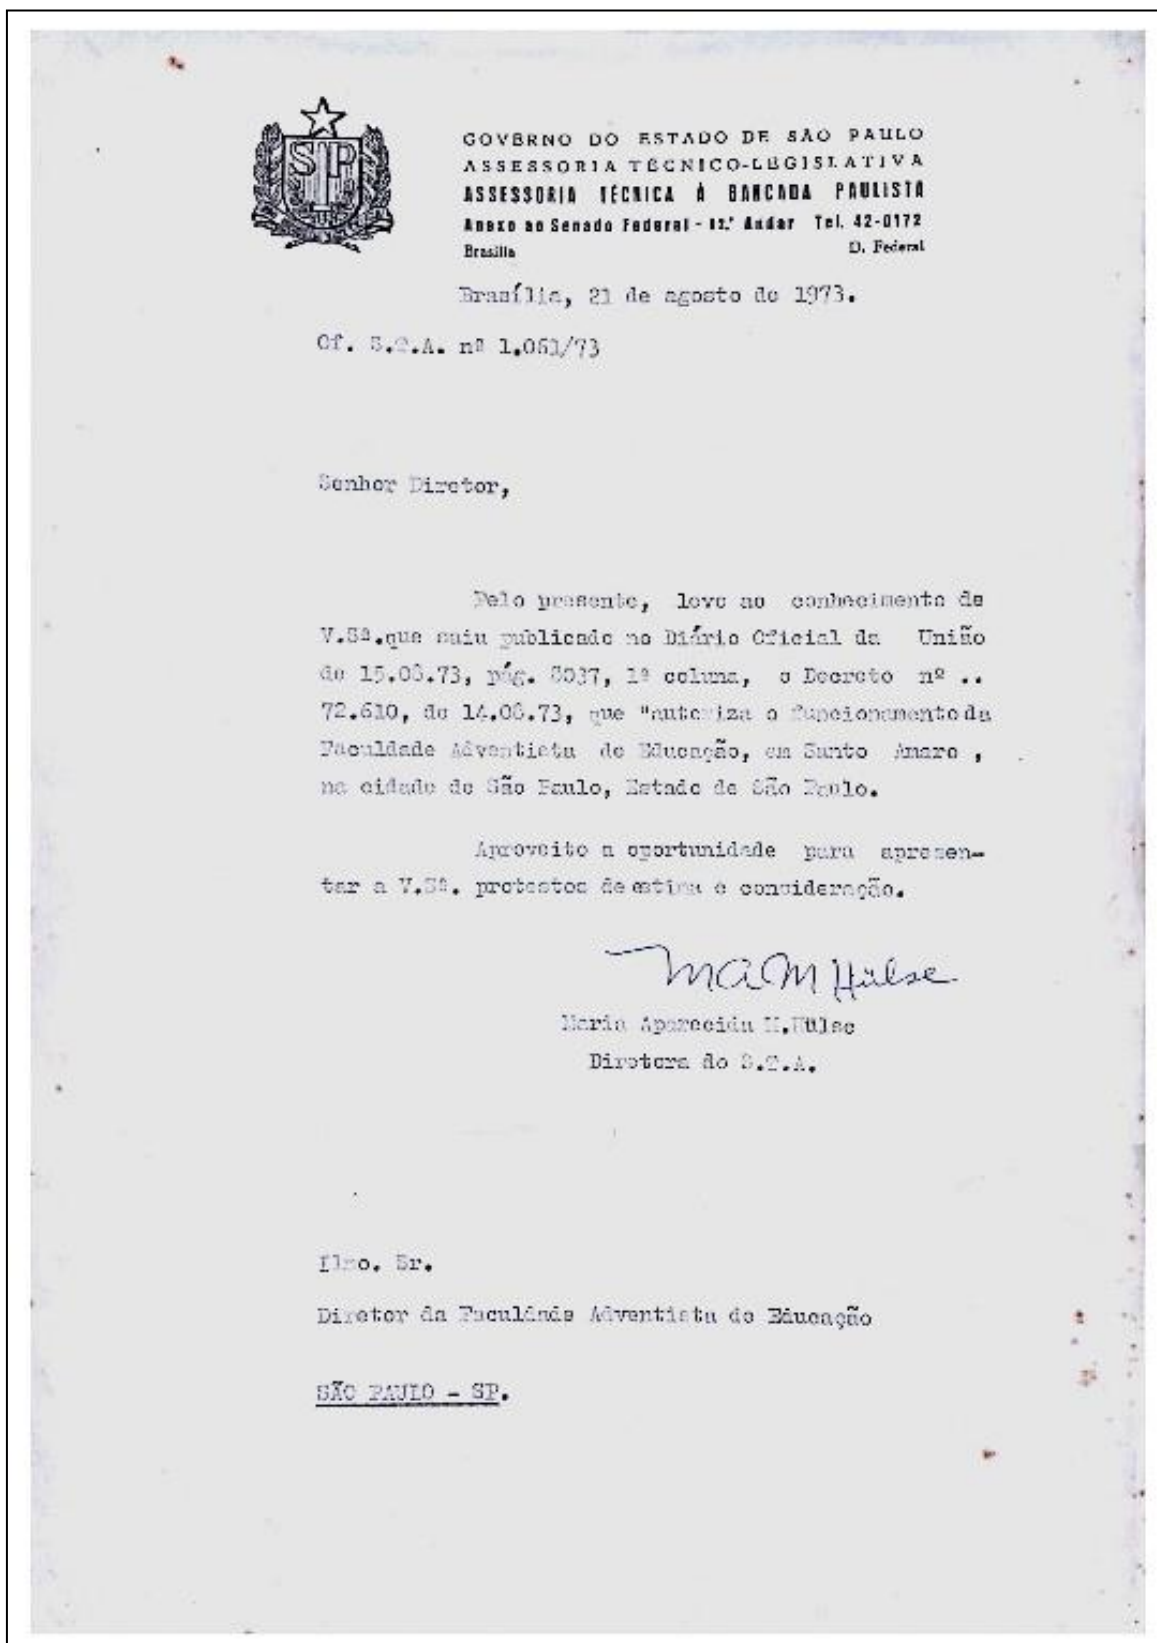 SP
GOVERNO DO ESTADO DE SÃO PAULO
ASSESSORIA TÉCNICO-LEGISLATIVA
ASSESSORIA TÉCNICA À BANCADA PAULISTA
Anexo ao Senado Federal - 12.º Andar Tel. 42-0172
Brasília D. Federal
Brasília, 21 de agosto de 1973.
Of. S.T.A. nº 1.061/73
Senhor Diretor,
Pelo presente, levo ao conhecimento de
V.Sª.que saiu publicado no Diário Oficial da União
de 15.08.73, pág. 8037, 1ª coluna, o Decreto nº ..
72.610, de 14.08.73, que "autoriza o funcionamento da
Faculdade Adventista de Educação, em Santo Amaro ,
na cidade de São Paulo, Estado de São Paulo.
Aproveito a oportunidade para apresen-
tar a V.Sª. protestos de estima e consideração.
MAM Hülse
Maria Aparecida M.Hülse
Diretora do S.T.A.
Ilmo. Sr.
Diretor da Faculdade Adventista de Educação
SÃO PAULO - SP.